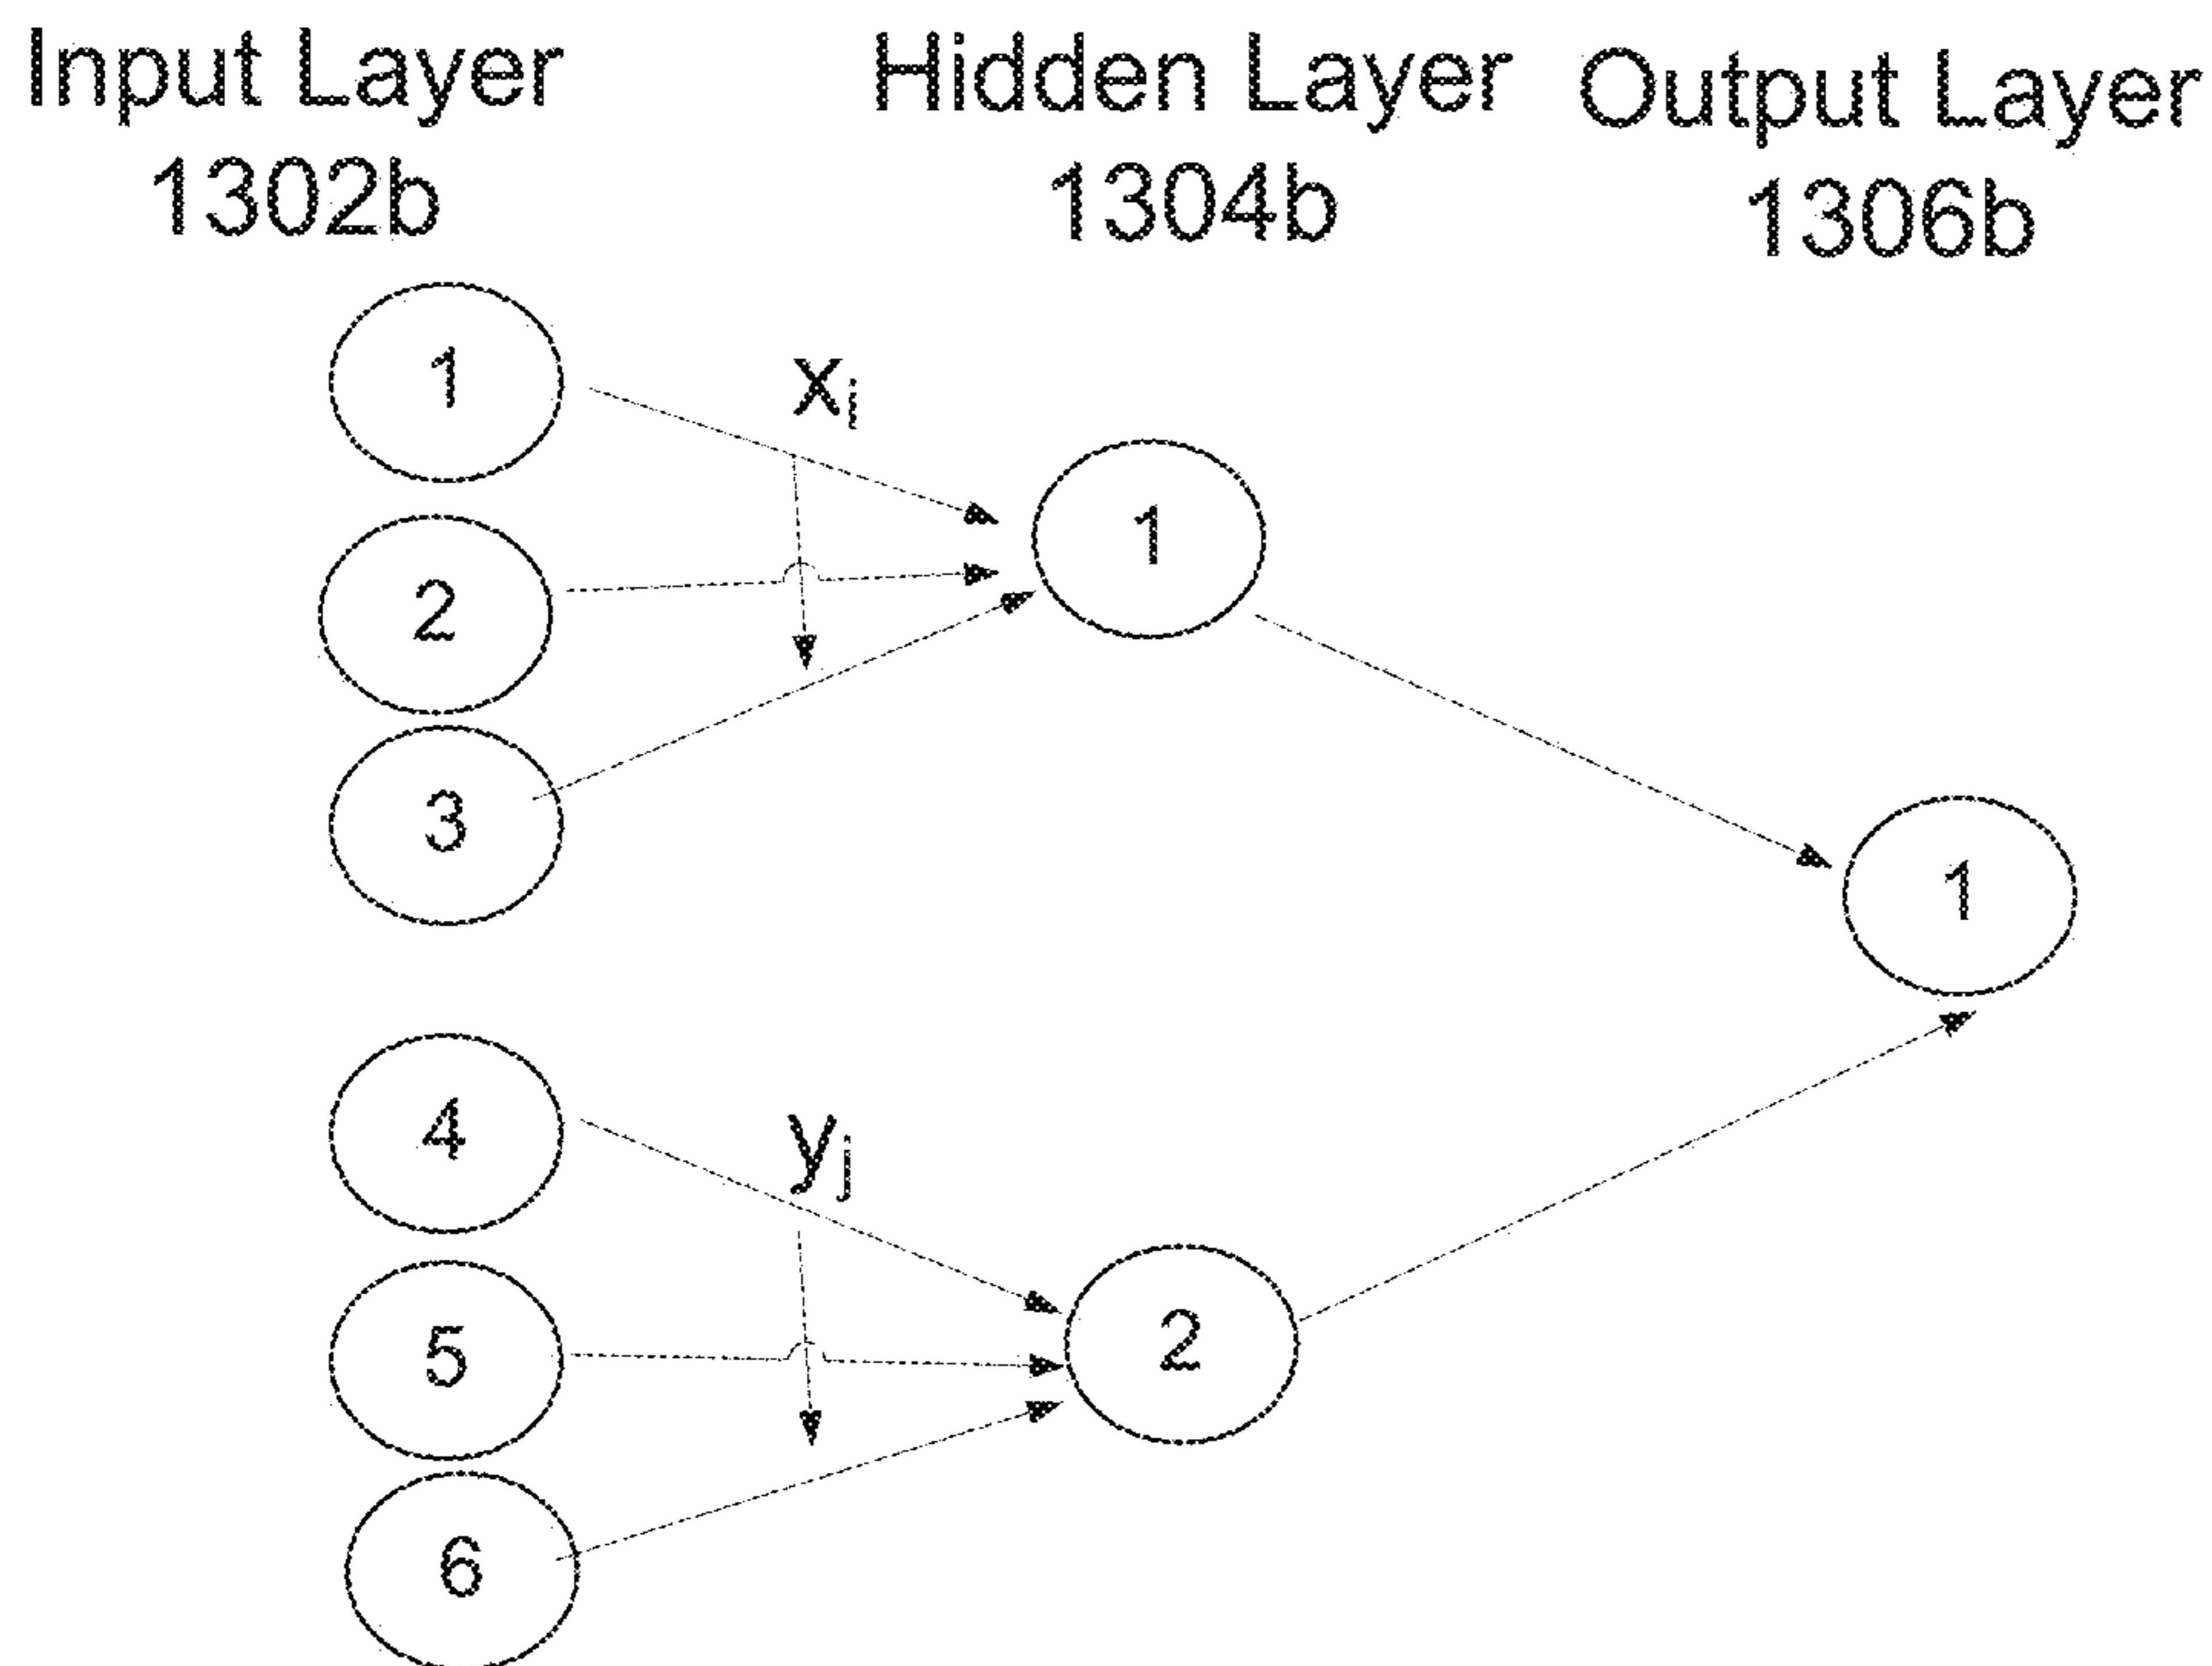 Input Layer
1302b
Hidden Layer
1304b
Output Layer
1306b
1
xi
2
3
1
1
4
yj
5
2
6